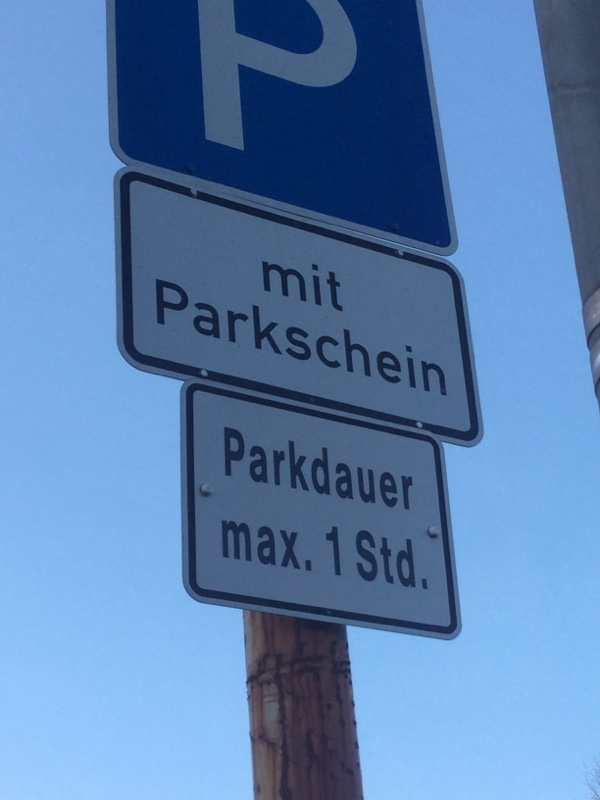 P
mit
Parkschein
Parkdauer
max. 1 Std.